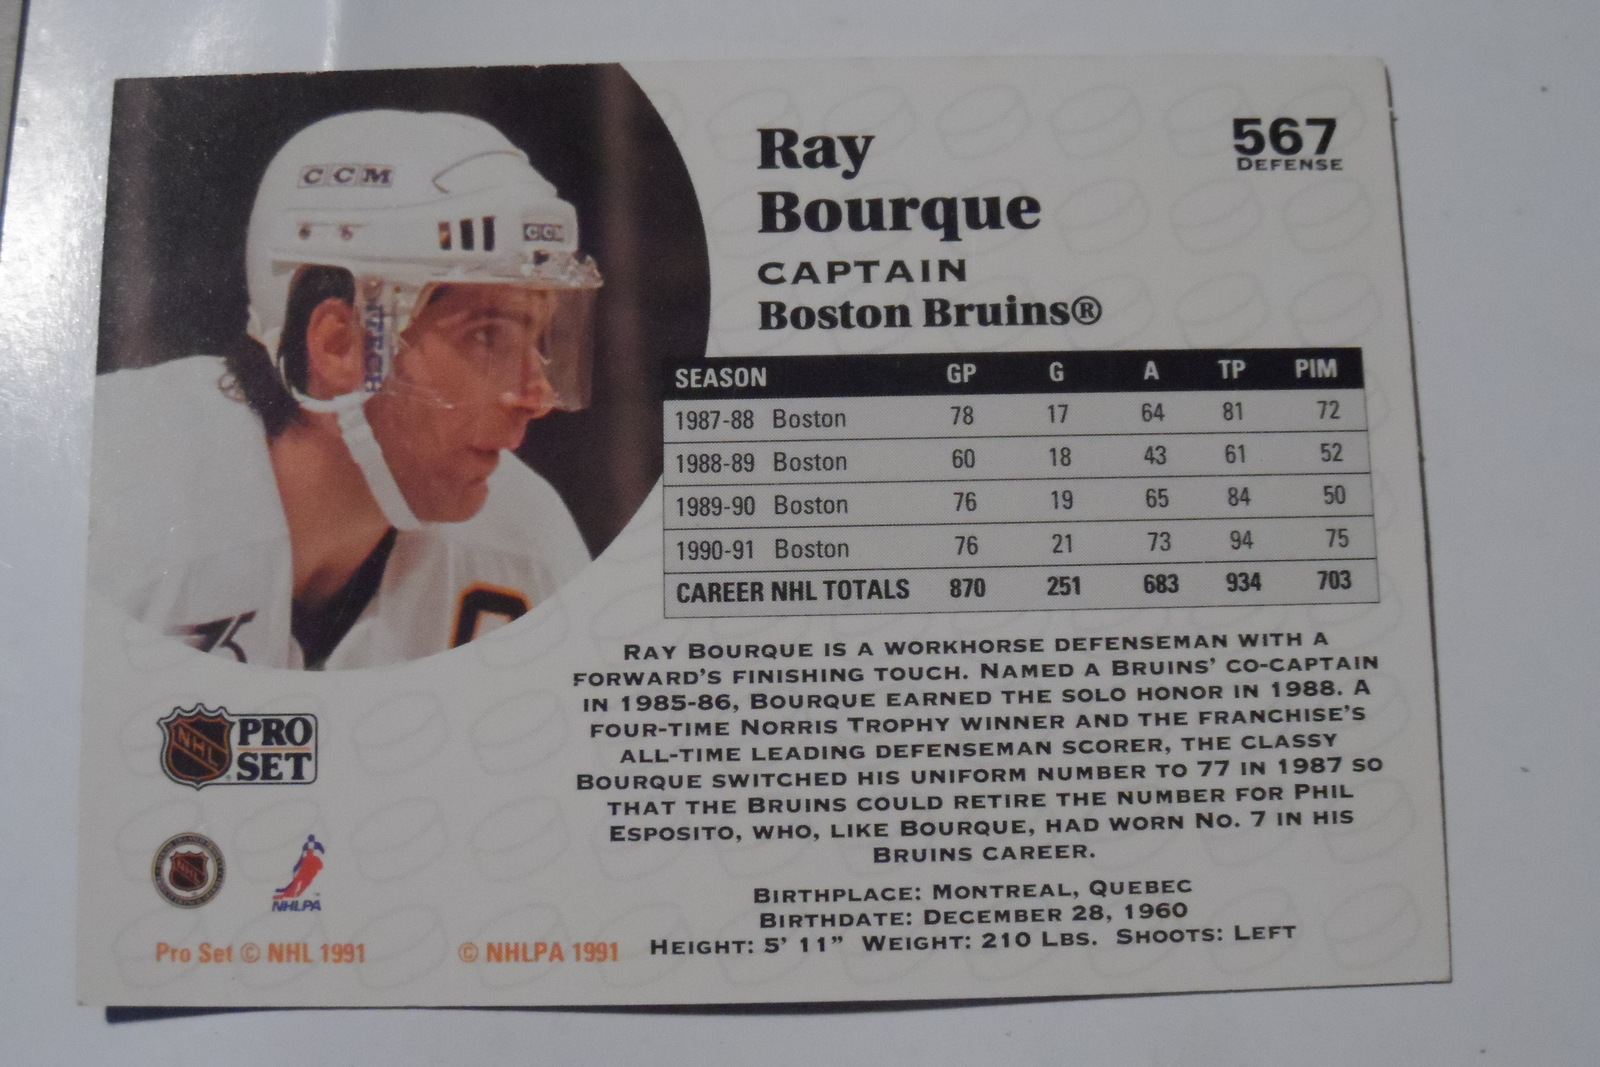 CCM
CCM
ITECH
75
Ray
Bourque
CAPTAIN
Boston Bruins®
567
DEFENSE
SEASON GP G A TP PIM
1987-88 Boston 78 17 64 81 72
1988-89 Boston 60 18 43 61 52
1989-90 Boston 76 19 65 84 50
1990-91 Boston 76 21 73 94 75
CAREER NHL TOTALS 870 251 683 934 703
RAY BOURQUE IS A WORKHORSE DEFENSEMAN WITH A
FORWARD'S FINISHING TOUCH. NAMED A BRUINS' CO-CAPTAIN
IN 1985-86, BOURQUE EARNED THE SOLO HONOR IN 1988. A
FOUR-TIME NORRIS TROPHY WINNER AND THE FRANCHISE'S
ALL-TIME LEADING DEFENSEMAN SCORER, THE CLASSY
BOURQUE SWITCHED HIS UNIFORM NUMBER TO 77 IN 1987 SO
THAT THE BRUINS COULD RETIRE THE NUMBER FOR PHIL
ESPOSITO, WHO, LIKE BOURQUE, HAD WORN NO. 7 IN HIS
BRUINS CAREER.
BIRTHPLACE: MONTREAL, QUEBEC
BIRTHDATE: DECEMBER 28, 1960
HEIGHT: 5' 11" WEIGHT: 210 LBS. SHOOTS: LEFT
NHL PRO
SET
NHL
NHLPA
Pro Set © NHL 1991
© NHLPA 1991